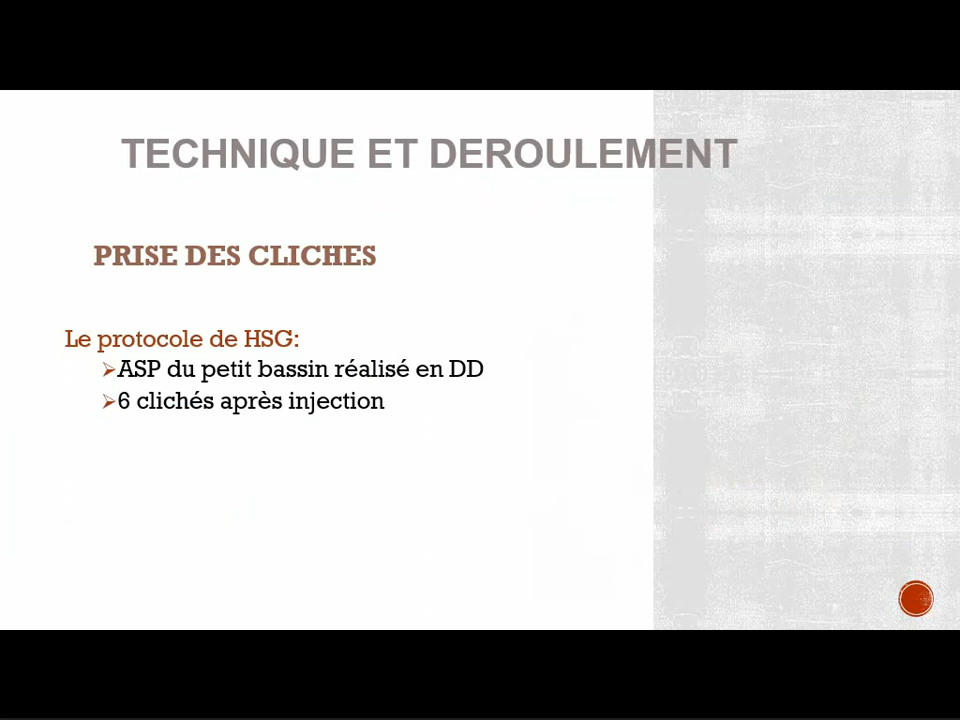 TECHNIQUE ET DEROULEMENT
PRISE DES CLICHES
Le protocole de HSG:
➢ASP du petit bassin réalisé en DD
➢6 clichés après injection